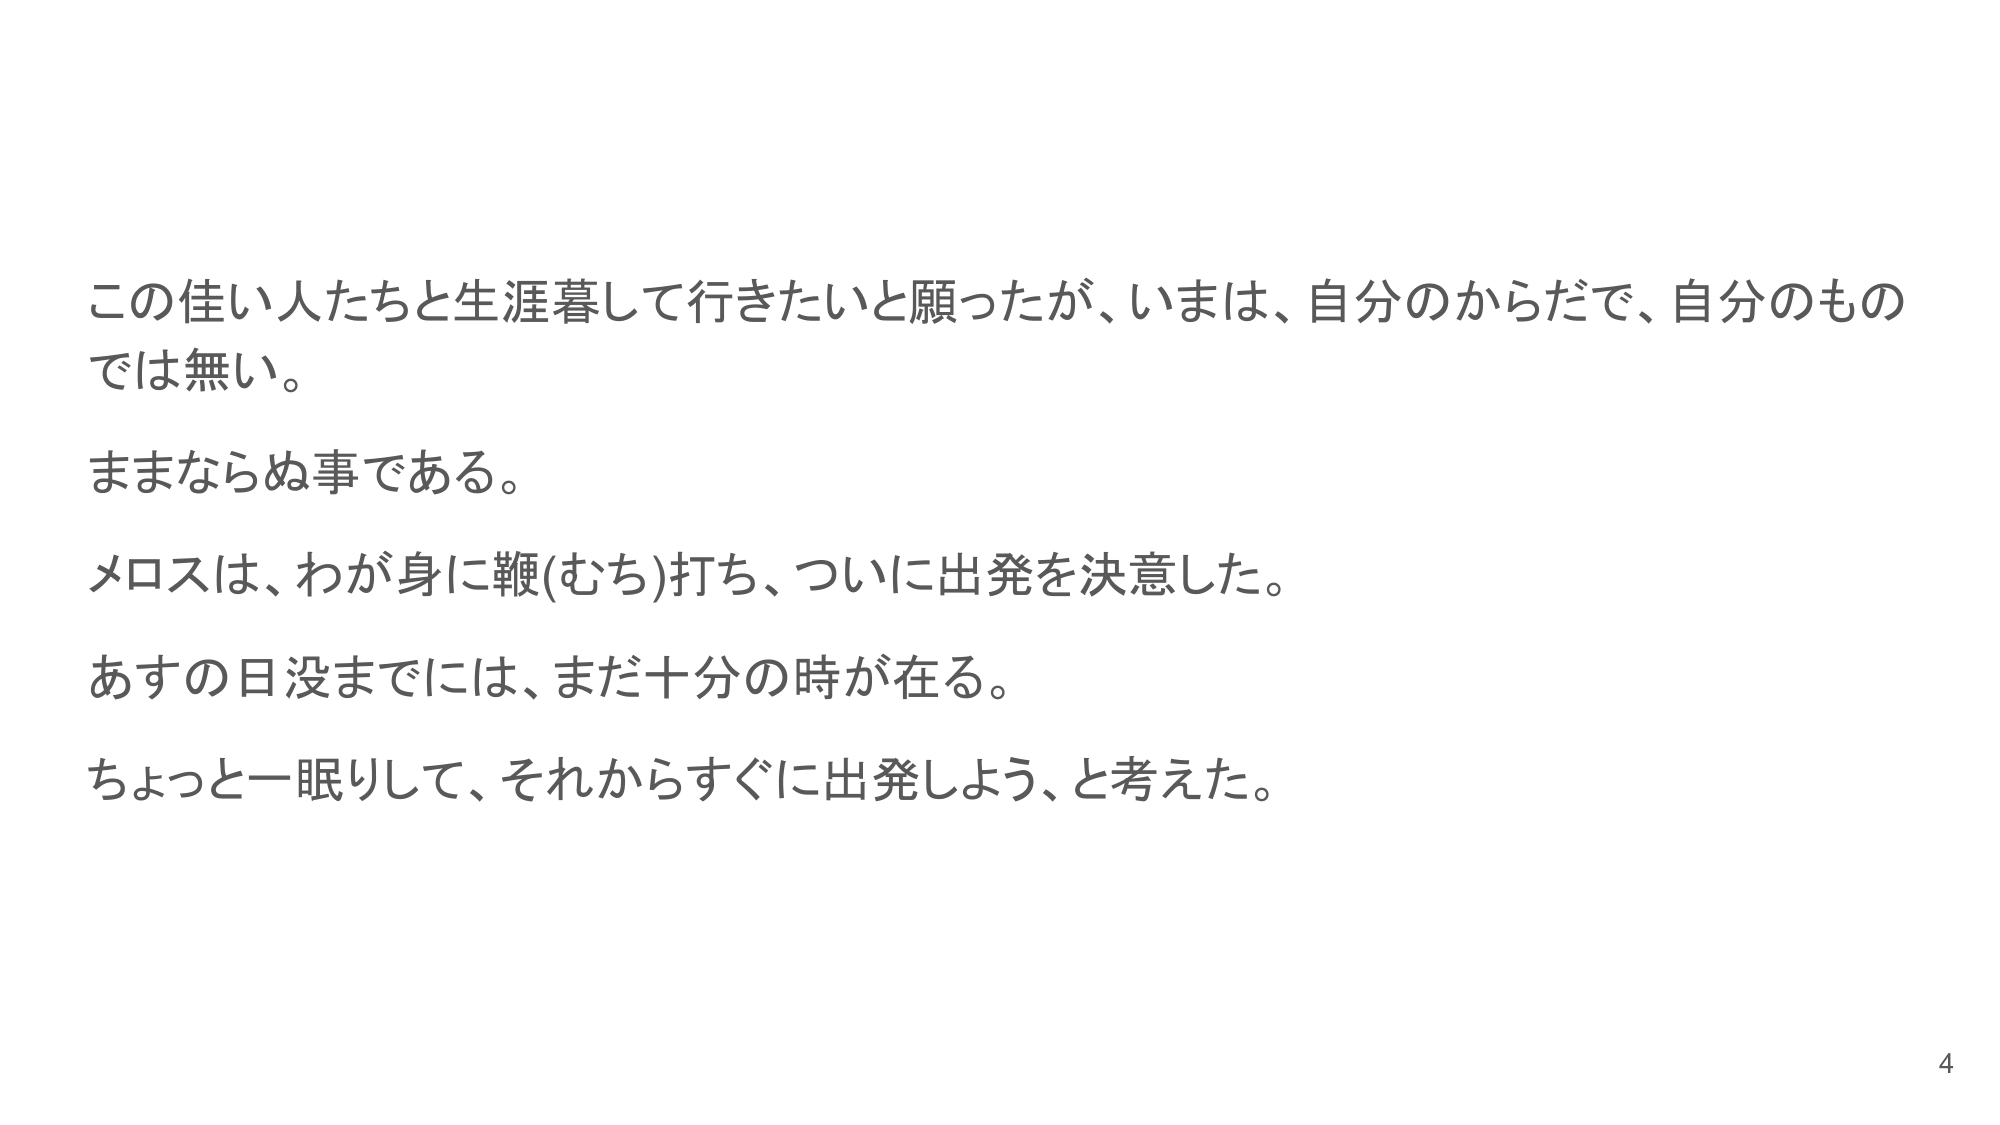 この佳い人たちと生涯暮して行きたいと願ったが、いまは、自分のからだで、自分のもの
では無い。
ままならぬ事である。
メロスは、わが身に鞭(むち)打ち、ついに出発を決意した。
あすの日没までには、まだ十分の時が在る。
ちょっと一眠りして、それからすぐに出発しよう、と考えた。
4